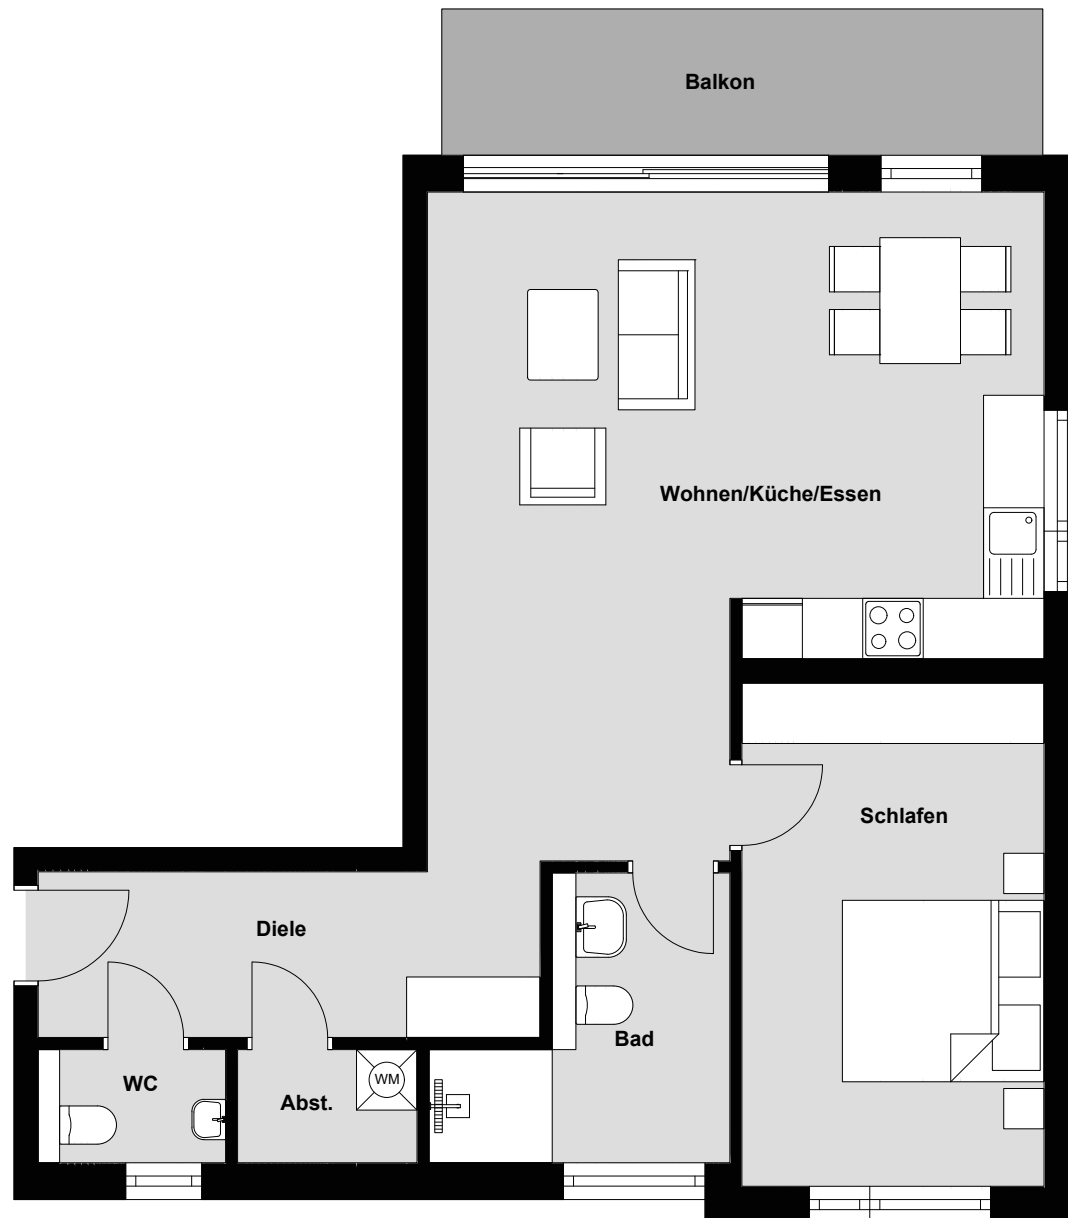 Balkon
Wohnen/Küche/Essen
Schlafen
Diele
Bad
WC
WM
Abst.